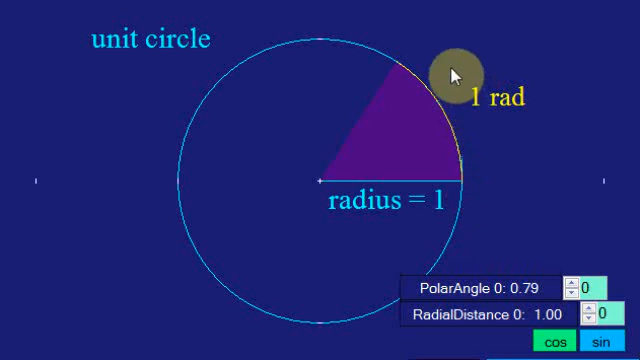 unit circle
1 rad
radius = 1
PolarAngle 0: 0.79 0
RadialDistance 0: 1.00 0
cos sin